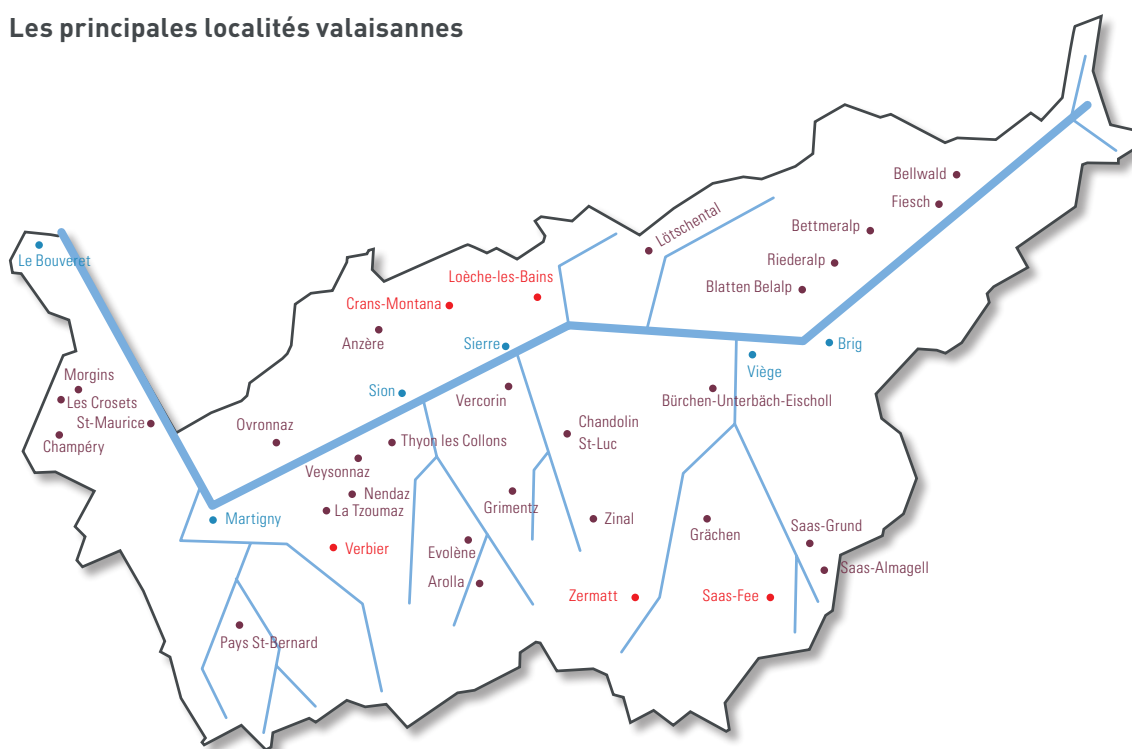 Les principales localités valaisannes
Bellwald
Fiesch
Lötschental
Bettmeralp
Le Bouveret
Riederalp
Loèche-les-Bains
Blatten Belalp
Crans-Montana
Anzère
Sierre
Brig
Viège
Morgins
Sion
Vercorin
Les Crosets
Bürchen-Unterbäch-Eischoll
St-Maurice
Ovronnaz
Chandolin
St-Luc
Champéry
Thyon les Collons
Veysonnaz
Nendaz
Grimentz
La Tzoumaz
Martigny
Zinal
Grächen
Saas-Grund
Verbier
Evolène
Saas-Almagell
Arolla
Zermatt
Saas-Fee
Pays St-Bernard